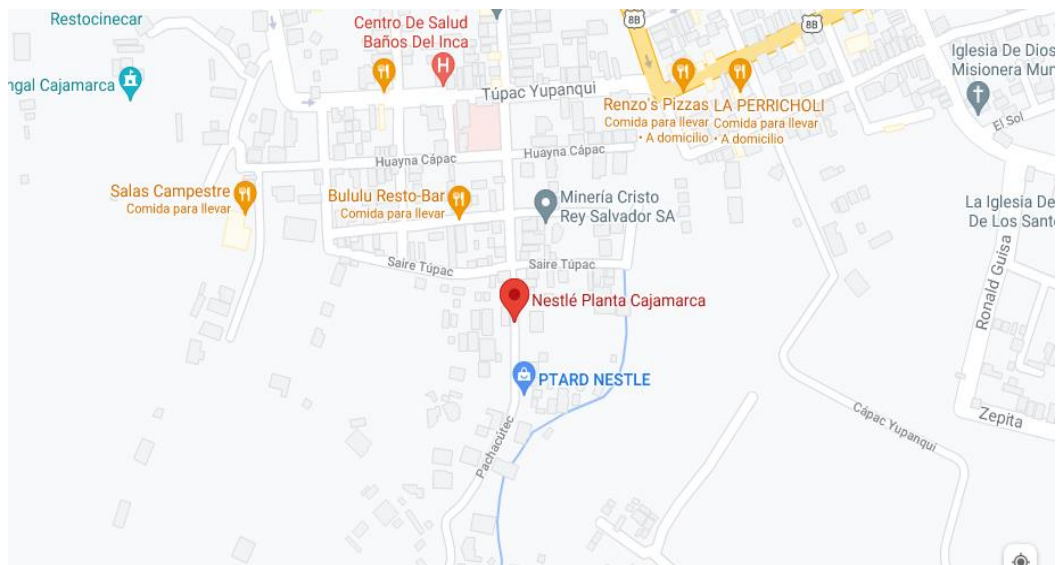 Restocinecar
Centro De Salud
Baños Del Inca
8B
8B
Iglesia De Dios
Misionera Mun
ngal Cajamarca
Túpac Yupanqui
Renzo's Pizzas
Comida para llevar
• A domicilio
LA PERRICHOLI
Comida para llevar
• A domicilio
El Sol
Huayna Cápac
Huayna Cápac
Salas Campestre
Comida para llevar
Bululu Resto-Bar
Comida para llevar
Minería Cristo
Rey Salvador SA
La Iglesia De
De Los Sant
Saire Túpac
Saire Túpac
Ronald Guisa
Nestlé Planta Cajamarca
PTARD NESTLE
Pachacútec
Cápac Yupanqui
Zepita